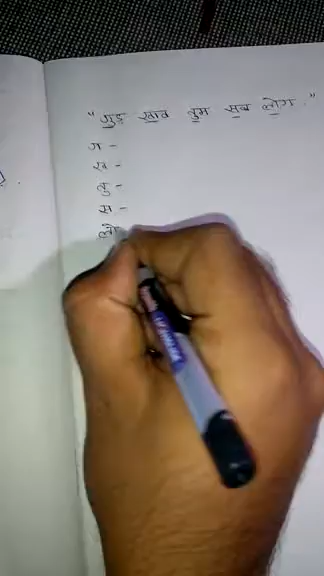 "गुड़ खाव तुम सब लोग."
ग -
ख -
तु -
स -
लो